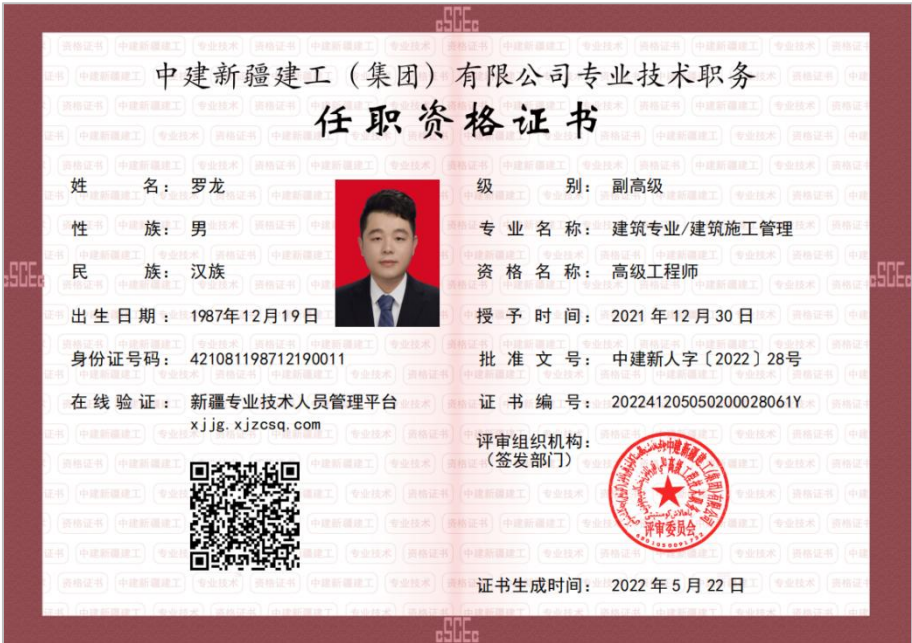 中建新疆建工（集团）有限公司专业技术职务
任职资格证书
姓名：罗龙
性族：男
民族：汉族
出生日期：1987年12月19日
身份证号码：421081198712190011
在线验证：新疆专业技术人员管理平台
xjjg.xjzcsq.com
级别：副高级
专业名称：建筑专业/建筑施工管理
资格名称：高级工程师
授予时间：2021年12月30日
批准文号：中建新人字〔2022〕28号
证书编号：20224120505020028061Y
评审组织机构：
（签发部门）
评审委员会
证书生成时间：2022年5月22日